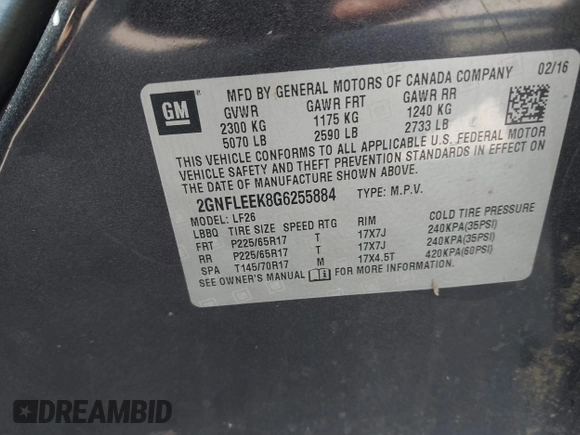 GM
MFD BY GENERAL MOTORS OF CANADA COMPANY 02/16
GVWR GAWR FRT GAWR RR
2300 KG 1175 KG 1240 KG
5070 LB 2590 LB 2733 LB
THIS VEHICLE CONFORMS TO ALL APPLICABLE U.S. FEDERAL MOTOR
VEHICLE SAFETY AND THEFT PREVENTION STANDARDS IN EFFECT ON
THE DATE OF MANUFACTURE SHOWN ABOVE.
2GNFLEEK8G6255884 TYPE: M.P.V.
MODEL: LF26
LBBQ TIRE SIZE SPEED RTG RIM COLD TIRE PRESSURE
FRT P225/65R17 T 17X7J 240KPA(35PSI)
RR P225/65R17 T 17X7J 240KPA(35PSI)
SPA T145/70R17 M 17X4.5T 420KPA(60PSI)
SEE OWNER'S MANUAL FOR MORE INFORMATION.
DREAMBID